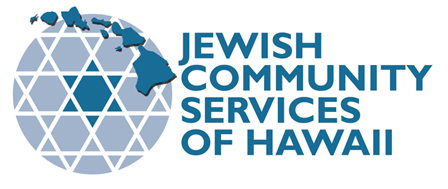 JEWISH
COMMUNITY
SERVICES
OF HAWAII